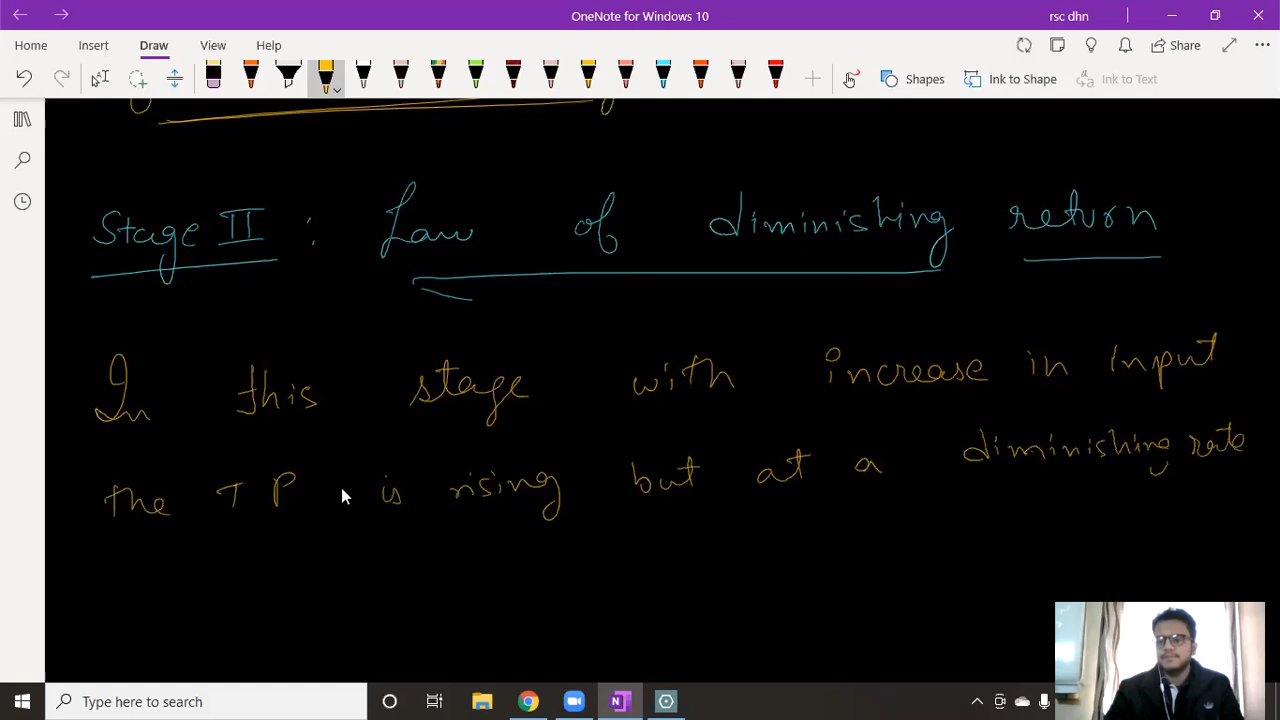 OneNote for Windows 10
rsc dhn
Home Insert Draw View Help
Share
Shapes Ink to Shape Ink to Text
Stage II : Law of diminishing return
In this stage with increase in input
the TP is rising but at a diminishing rate
Type here to search